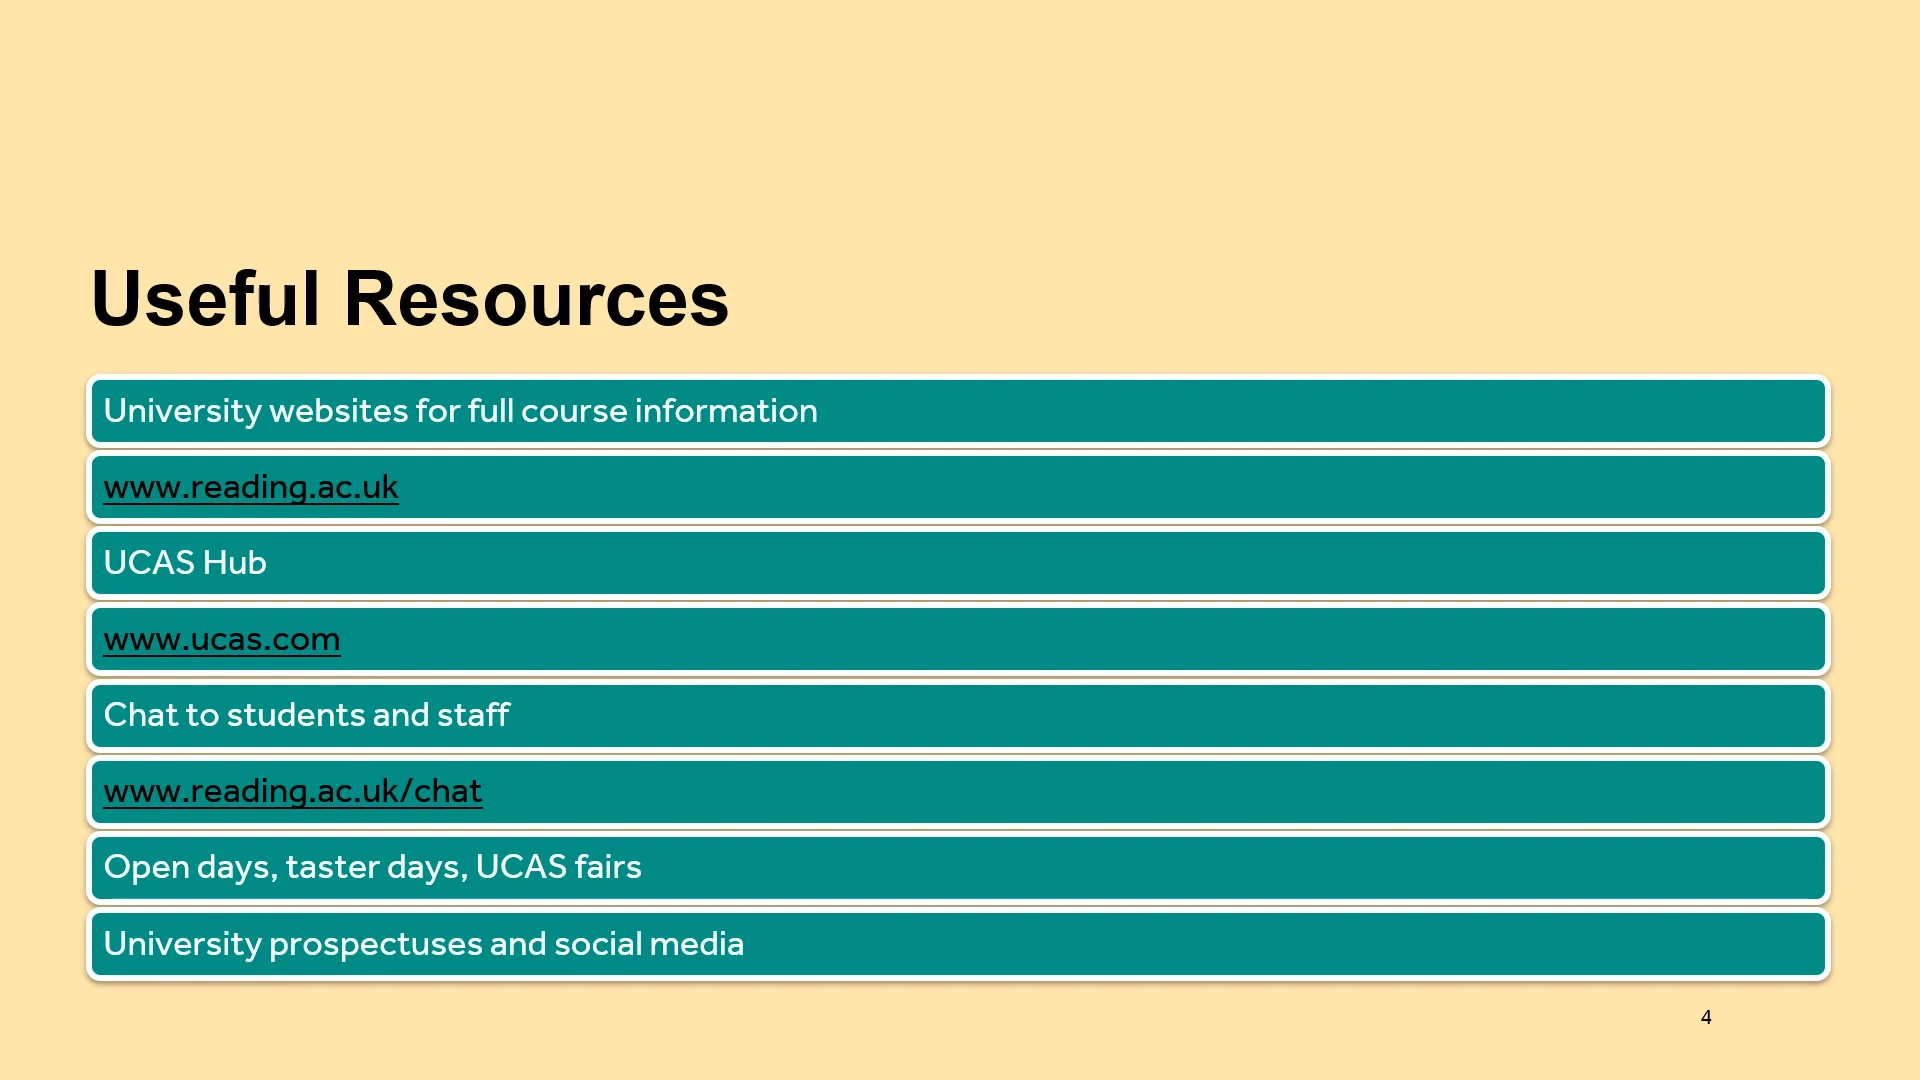 Useful Resources
University websites for full course information
www.reading.ac.uk
UCAS Hub
www.ucas.com
Chat to students and staff
www.reading.ac.uk/chat
Open days, taster days, UCAS fairs
University prospectuses and social media
4